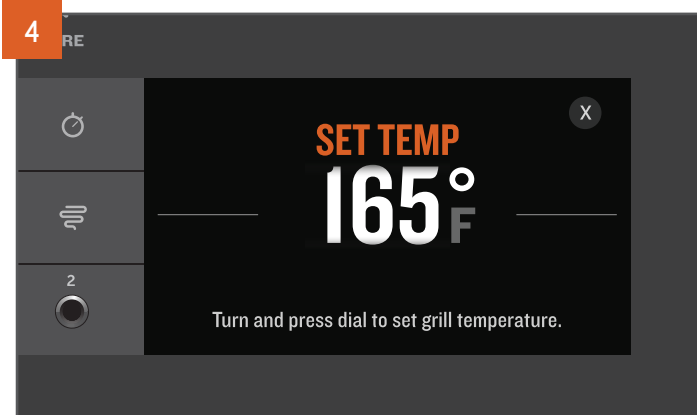 4
RE
X
SET TEMP
165°F
2
Turn and press dial to set grill temperature.